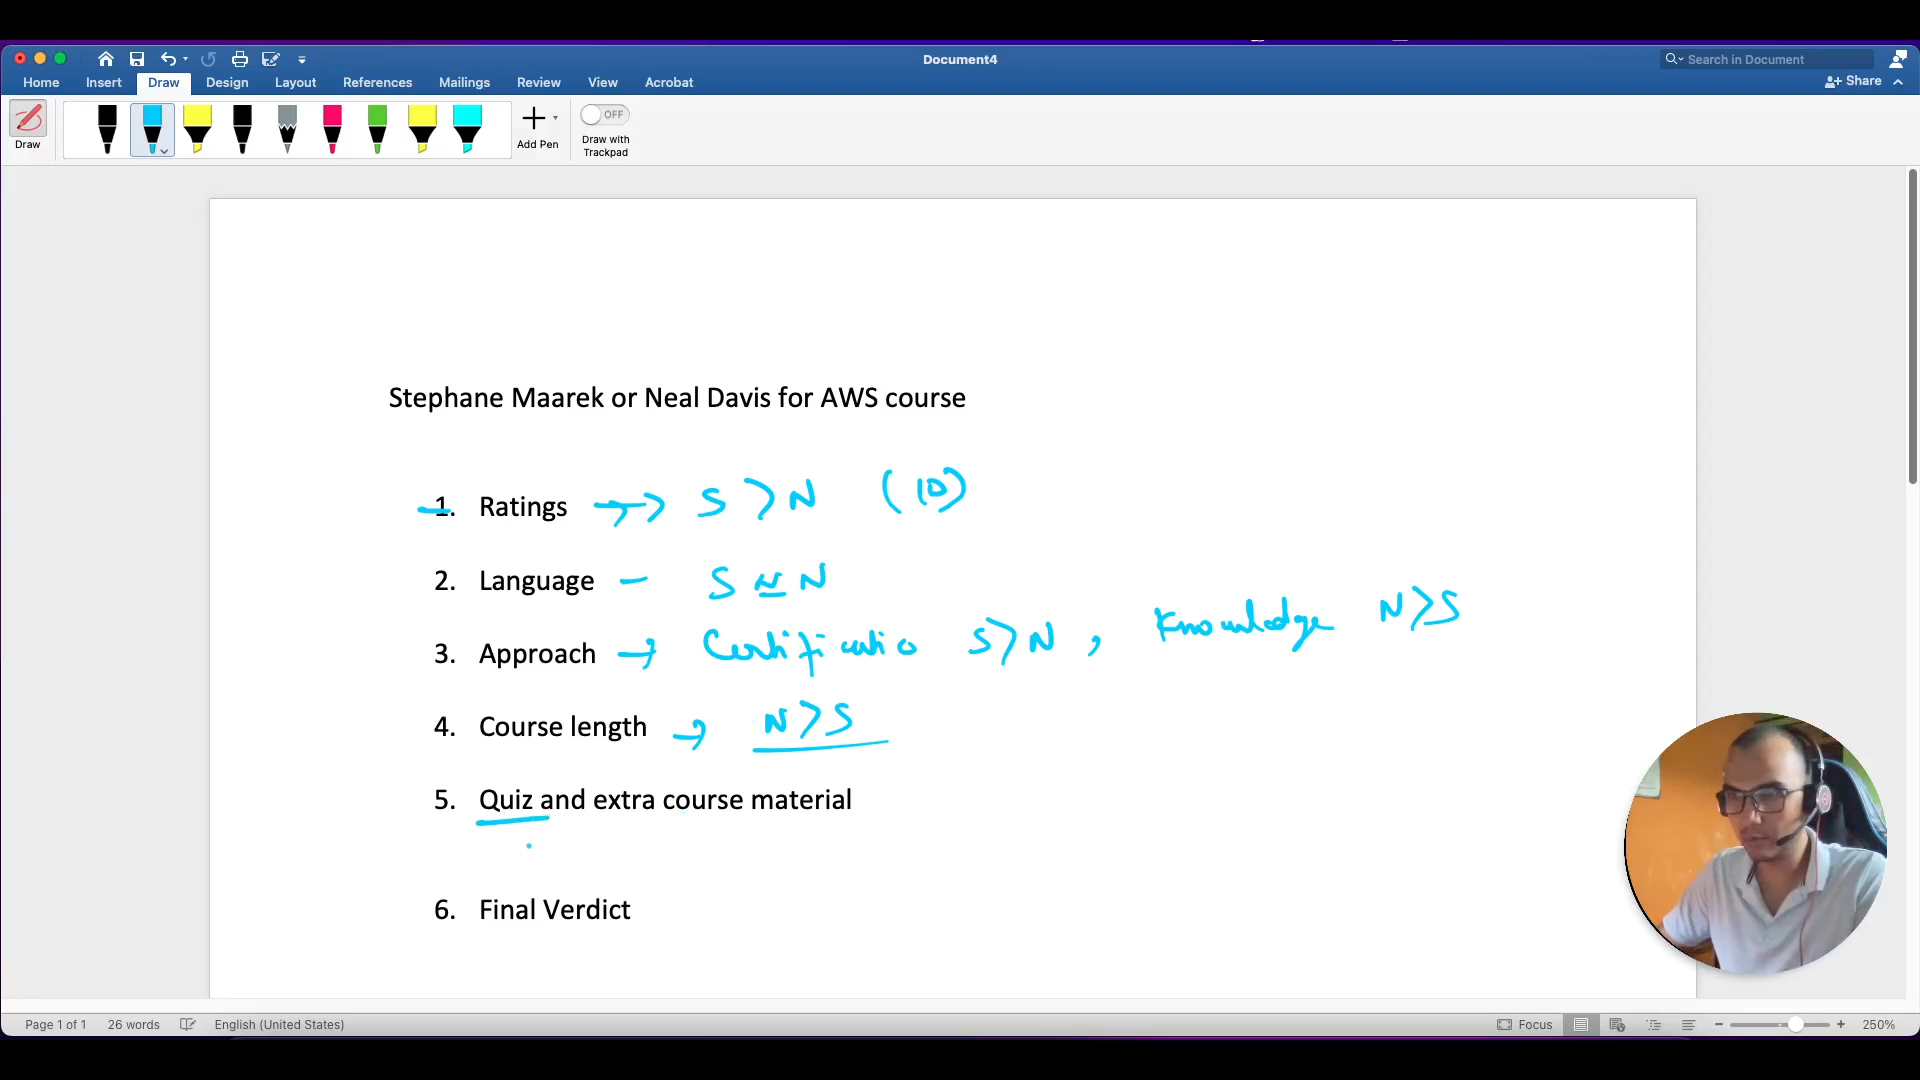 Document4
Search in Document
Home Insert Draw Design Layout References Mailings Review View Acrobat
Share
Draw
Add Pen
OFF
Draw with
Trackpad
Stephane Maarek or Neal Davis for AWS course
1. Ratings →→ S > N (10)
2. Language – S ≌ N
3. Approach → Certificatio S>N , Knowledge N>S
4. Course length → N>S
5. Quiz and extra course material
6. Final Verdict
Page 1 of 1 26 words English (United States) Focus 250%